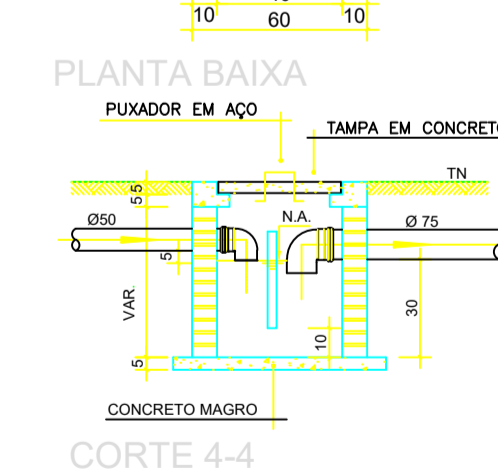 10
10
60
PLANTA BAIXA
PUXADOR EM AÇO
TAMPA EM CONCRETO
TN
5
5
Ø50
N.A.
Ø 75
5
VAR.
30
10
5
CONCRETO MAGRO
CORTE 4-4